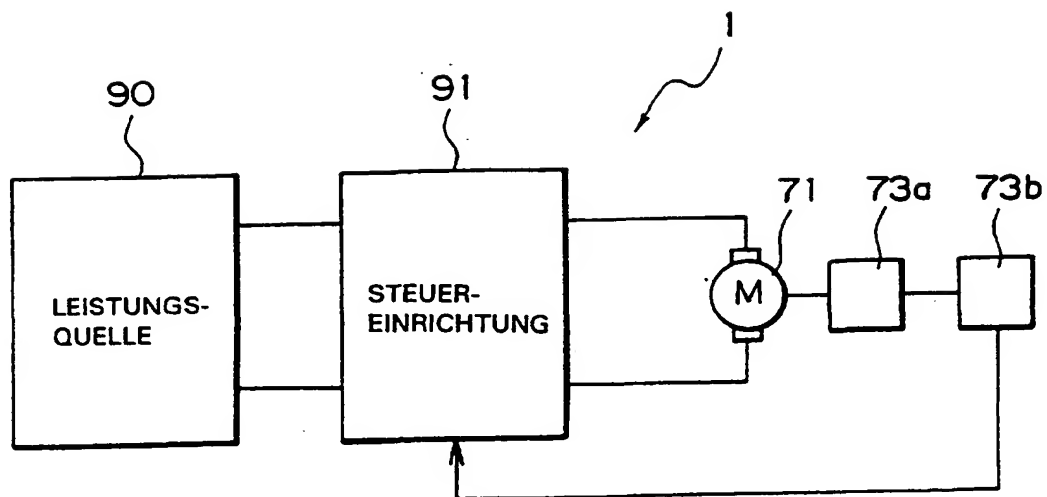 1
90
91
71
73a
73b
LEISTUNGS-
QUELLE
STEUER-
EINRICHTUNG
M